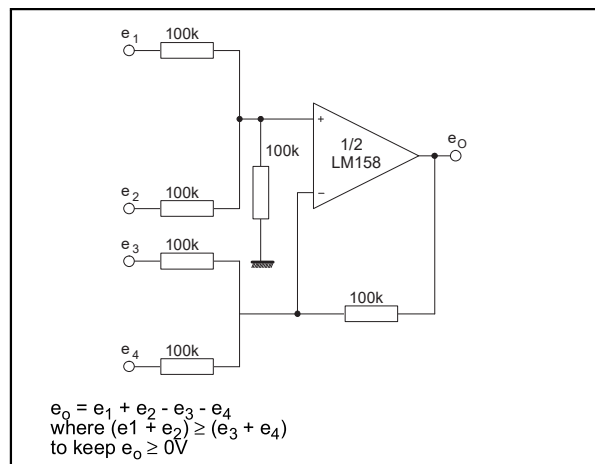 e1
100k
+
1/2
LM158
eO
100k
−
e2
100k
e3
100k
100k
e4
100k
eo = e1 + e2 - e3 - e4
where (e1 + e2) ≥ (e3 + e4)
to keep eo ≥ 0V